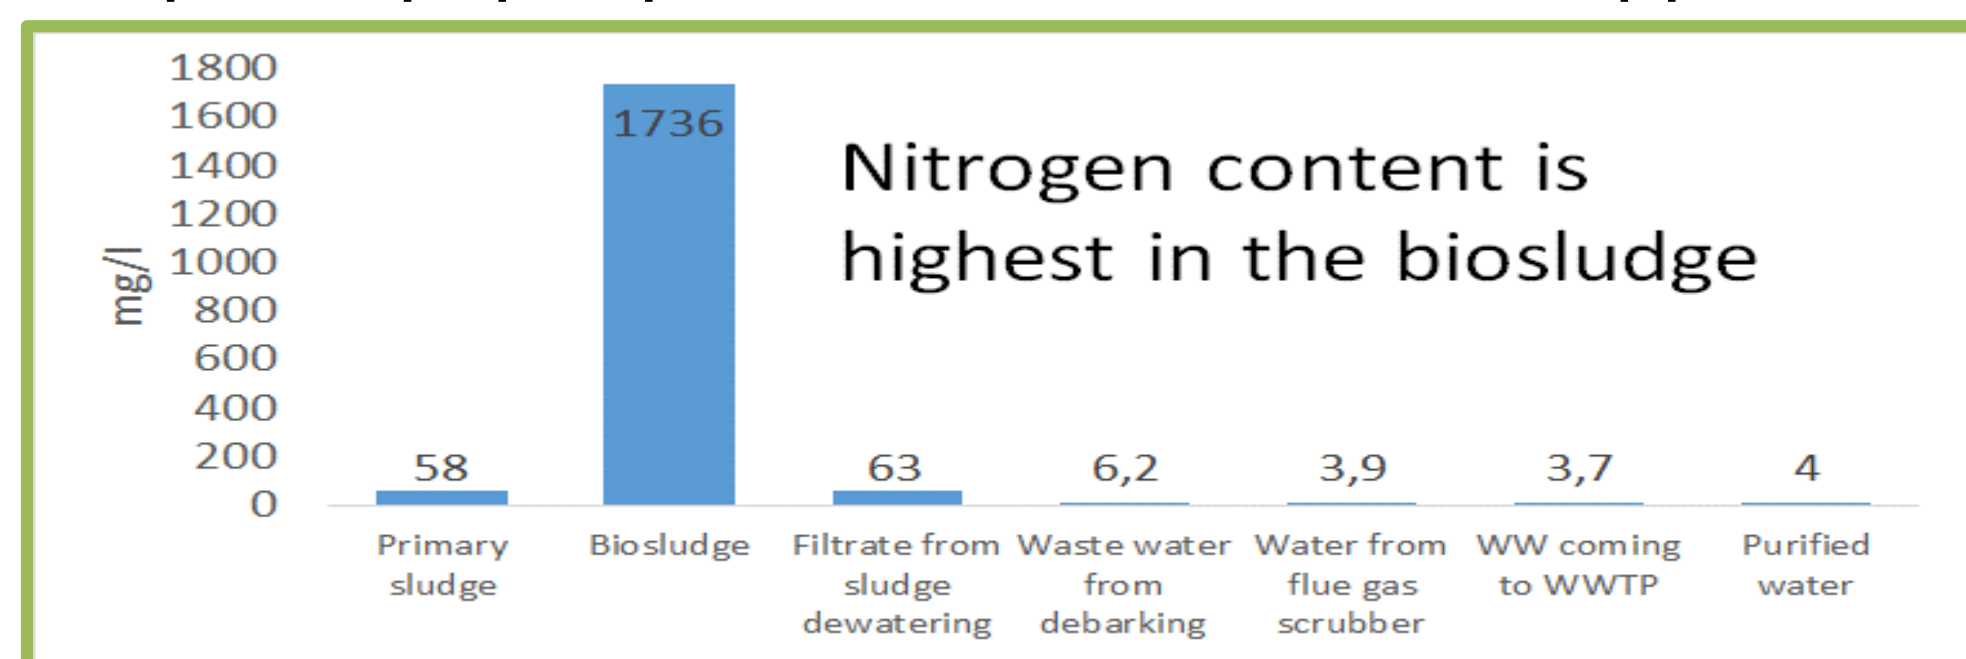 1800
1600
1400
1200
1000
800
600
400
200
0
mg/l
1736
Nitrogen content is
highest in the biosludge
58
63
6,2
3,9
3,7
4
Primary
sludge
Biosludge
Filtrate from
sludge
dewatering
Waste water
from
debarking
Water from
flue gas
scrubber
WW coming
to WWTP
Purified
water